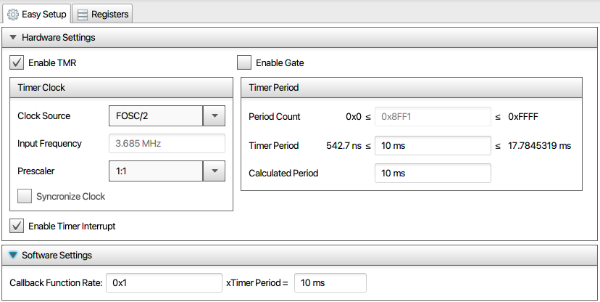 Easy Setup Registers
Hardware Settings
Enable TMR Enable Gate
Timer Clock Timer Period
Clock Source FOSC/2 Period Count 0x0 ≤ 0x8FF1 ≤ 0xFFFF
Input Frequency 3.685 MHz Timer Period 542.7 ns ≤ 10 ms ≤ 17.7845319 ms
Prescaler 1:1 Calculated Period 10 ms
Syncronize Clock
Enable Timer Interrupt
Software Settings
Callback Function Rate: 0x1 xTimer Period = 10 ms